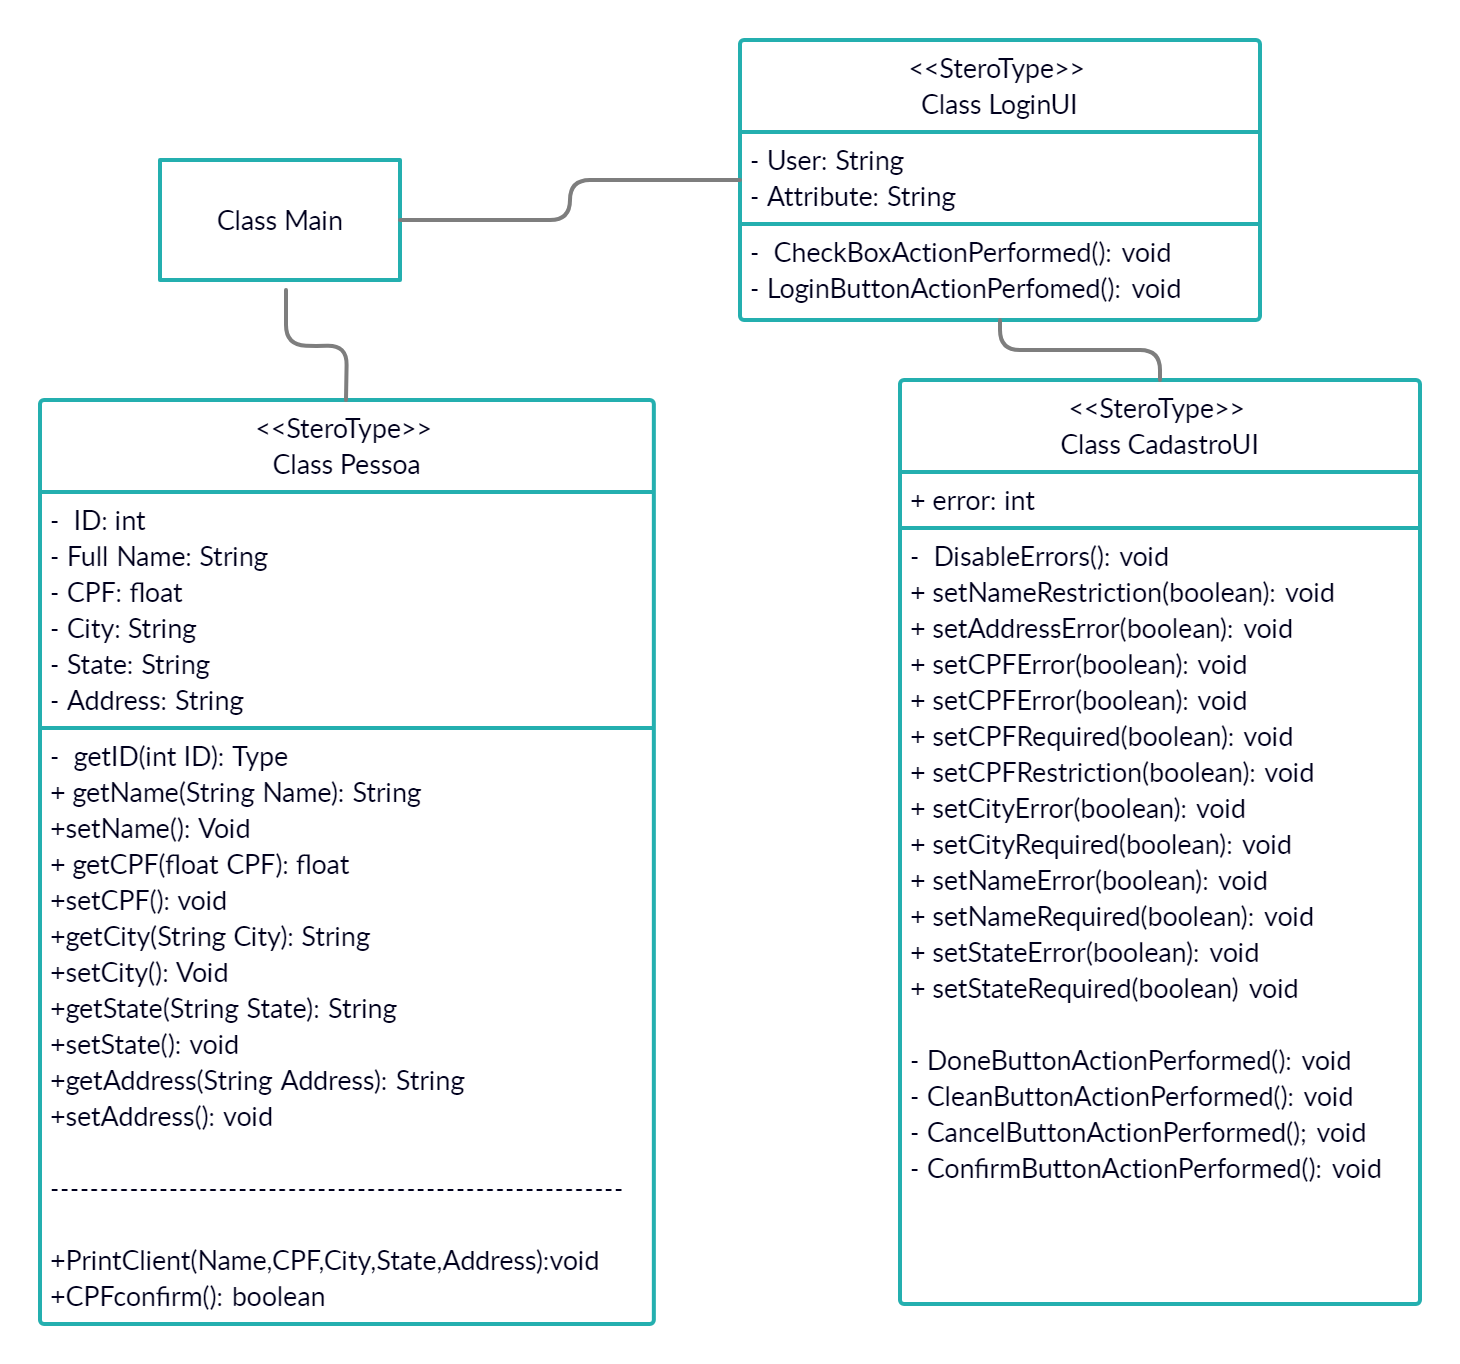 <<SteroType>>
Class LoginUI
- User: String
- Attribute: String
-  CheckBoxActionPerformed(): void
- LoginButtonActionPerfomed(): void
Class Main
<<SteroType>>
Class Pessoa
-  ID: int
- Full Name: String
- CPF: float
- City: String
- State: String
- Address: String
-  getID(int ID): Type
+ getName(String Name): String
+setName(): Void
+ getCPF(float CPF): float
+setCPF(): void
+getCity(String City): String
+setCity(): Void
+getState(String State): String
+setState(): void
+getAddress(String Address): String
+setAddress(): void
----------------------------------------------------------
+PrintClient(Name,CPF,City,State,Address):void
+CPFconfirm(): boolean
<<SteroType>>
Class CadastroUI
+ error: int
-  DisableErrors(): void
+ setNameRestriction(boolean): void
+ setAddressError(boolean): void
+ setCPFError(boolean): void
+ setCPFError(boolean): void
+ setCPFRequired(boolean): void
+ setCPFRestriction(boolean): void
+ setCityError(boolean): void
+ setCityRequired(boolean): void
+ setNameError(boolean): void
+ setNameRequired(boolean): void
+ setStateError(boolean): void
+ setStateRequired(boolean) void
- DoneButtonActionPerformed(): void
- CleanButtonActionPerformed(): void
- CancelButtonActionPerformed(); void
- ConfirmButtonActionPerformed(): void